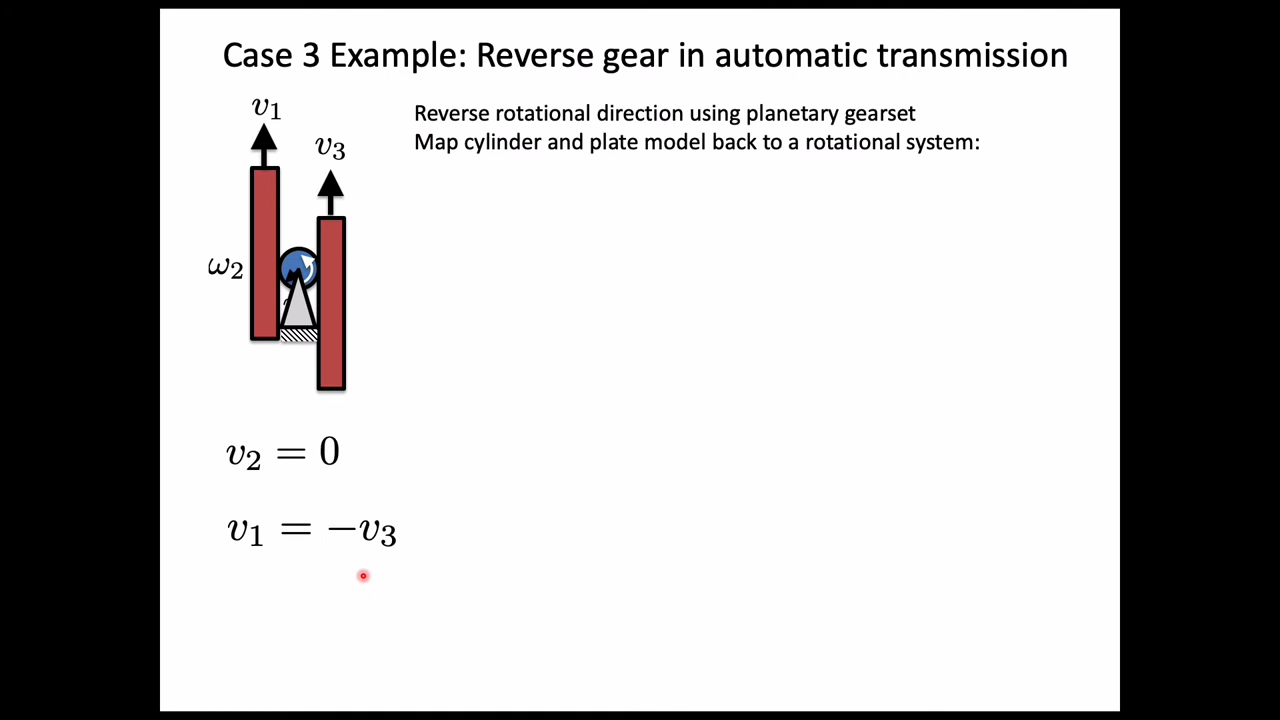 Case 3 Example: Reverse gear in automatic transmission
v₁
v₃
Reverse rotational direction using planetary gearset
Map cylinder and plate model back to a rotational system:
ω₂
v₂ = 0
v₁ = −v₃